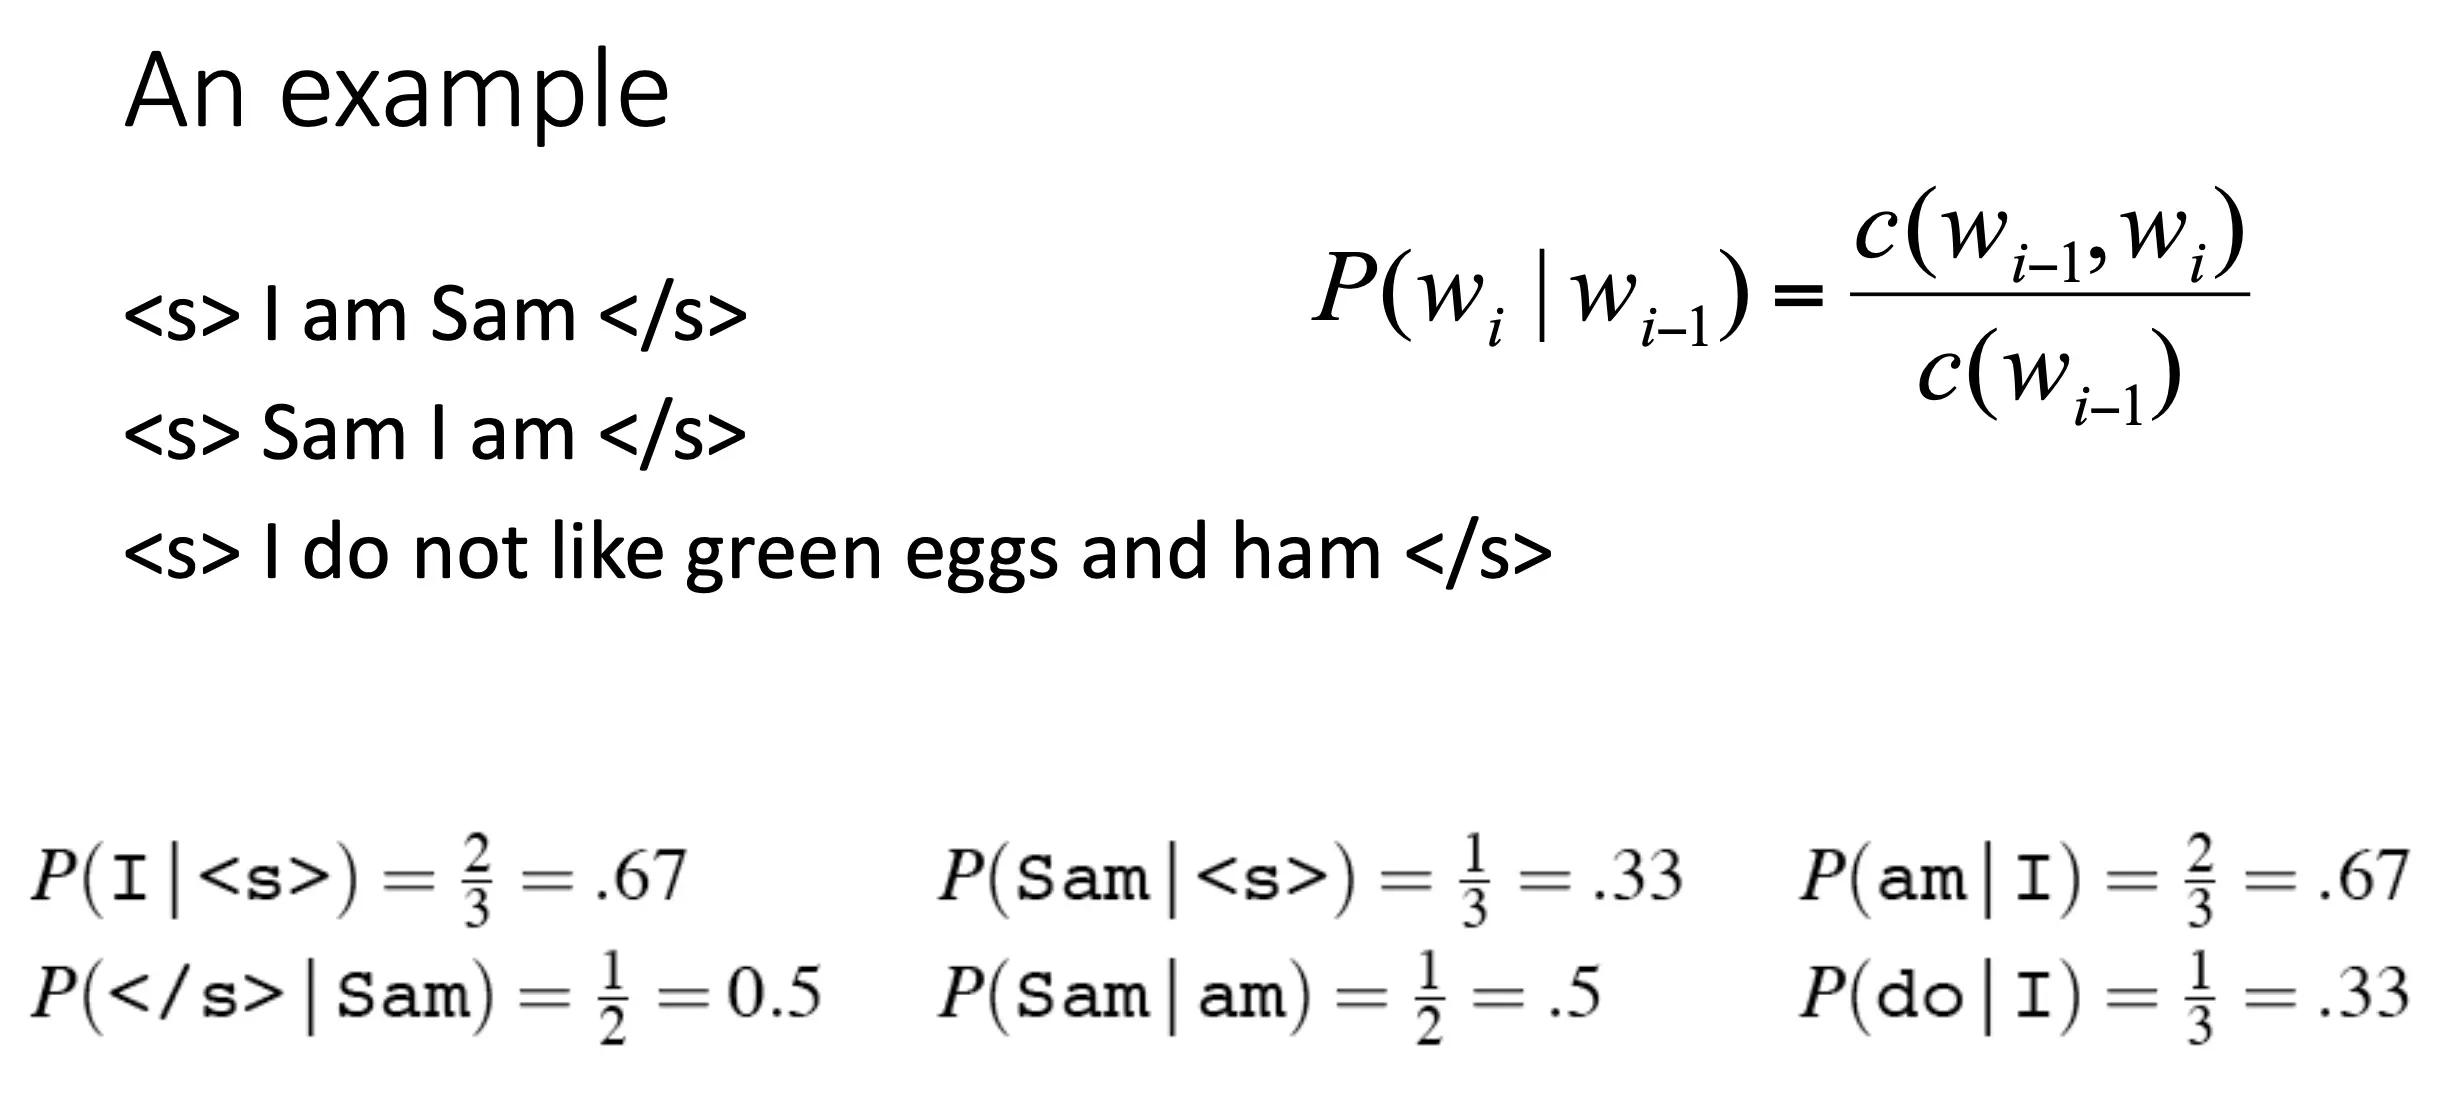 An example
<s> I am Sam </s>
<s> Sam I am </s>
<s> I do not like green eggs and ham </s>
P(w_i | w_{i-1}) = c(w_{i-1}, w_i) / c(w_{i-1})
P(I|<s>) = 2/3 = .67 P(Sam|<s>) = 1/3 = .33 P(am|I) = 2/3 = .67
P(</s>|Sam) = 1/2 = 0.5 P(Sam|am) = 1/2 = .5 P(do|I) = 1/3 = .33